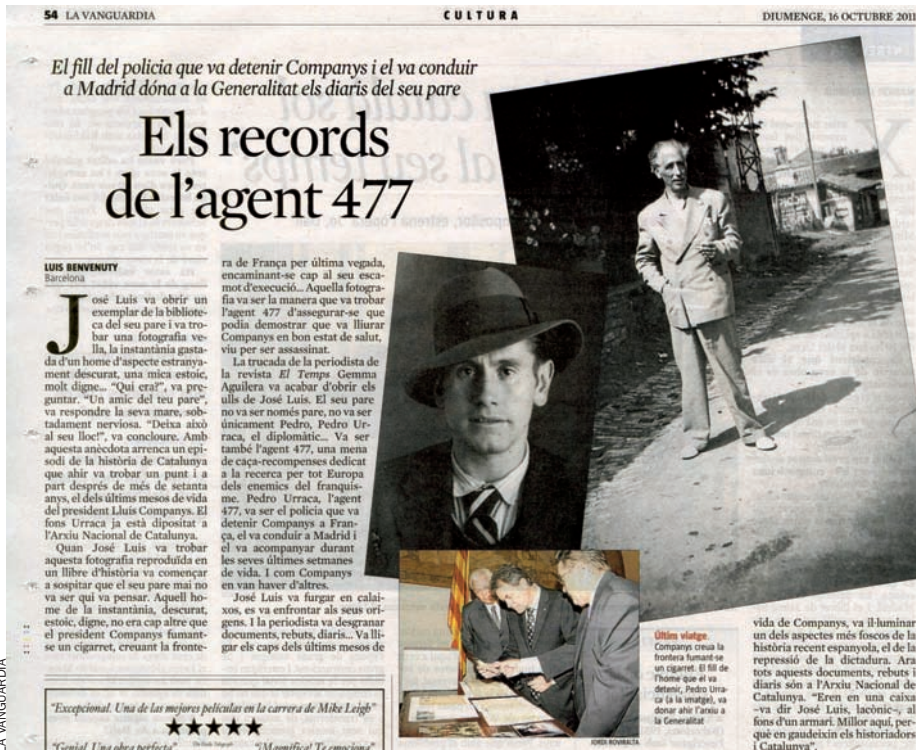 54 LA VANGUARDIA
CULTURA
DIUMENGE, 16 OCTUBRE 2011
El fill del policia que va detenir Companys i el va conduir
a Madrid dóna a la Generalitat els diaris del seu pare
Els records
de l'agent 477
LUIS BENVENUTY
Barcelona
José Luis va obrir un
exemplar de la bibliote-
ca del seu pare i va tro-
bar una fotografia ve-
lla, la instantània gasta-
da d'un home d'aspecte estranya-
ment descurat, una mica estoic,
molt digne... "Qui era?", va pre-
guntar. "Un amic del teu pare",
va respondre la seva mare, sob-
tadament nerviosa. "Deixa això
al seu lloc!", va concloure. Amb
aquesta anècdota arrenca un epi-
sodi de la història de Catalunya
que ahir va trobar un punt i a
part després de més de setanta
anys, el dels últims mesos de vida
del president Lluís Companys. El
fons Urraca ja està dipositat a
l'Arxiu Nacional de Catalunya.
Quan José Luis va trobar
aquesta fotografia reproduïda en
un llibre d'història va començar
a sospitar que el seu pare mai no
va ser qui va pensar. Aquell ho-
me de la instantània, descurat,
estoic, digne, no era cap altre que
el president Companys fumant-
se un cigarret, creuant la fronte-
ra de França per última vegada,
encaminant-se cap al seu esca-
mot d'execució... Aquella fotogra-
fia va ser la manera que va trobar
l'agent 477 d'assegurar-se que
podia demostrar que va lliurar
Companys en bon estat de salut,
viu per ser assassinat.
La trucada de la periodista de
la revista El Temps Gemma
Aguilera va acabar d'obrir els
ulls de José Luis. El seu pare
no va ser només pare, no va ser
únicament Pedro, Pedro Ur-
raca, el diplomàtic... Va ser
també l'agent 477, una mena
de caça-recompenses dedicat
a la recerca per tot Europa
dels enemics del franquis-
me. Pedro Urraca, l'agent
477, va ser el policia que va
detenir Companys a Fran-
ça, el va conduir a Madrid i
el va acompanyar durant
les seves últimes setmanes
de vida. I com Companys
en van haver d'altres.
José Luis va furgar en calai-
xos, es va enfrontar als seus orí-
gens. I la periodista va desgranar
documents, rebuts, diaris... Va lli-
gar els caps dels últims mesos de
vida de Companys, va il·luminar
un dels aspectes més foscos de la
història recent espanyola, el de la
repressió de la dictadura. Ara
tots aquests documents, rebuts i
diaris són a l'Arxiu Nacional de
Catalunya. "Eren en una caixa
–va dir José Luis, lacònic–, al
fons d'un armari. Millor aquí, per-
què en gaudeixin els historiadors
i Catalunya".
Últim viatge.
Companys creua la
frontera fumant-se
un cigarret. El fill de
l'home que el va
detenir, Pedro Urra-
ca (a la imatge), va
donar ahir l'arxiu a
la Generalitat
JORDI ROVIRALTA
"Excepcional. Una de las mejores películas en la carrera de Mike Leigh"
"Genial. Una obra perfecta"
"¡Magnífica! Te emociona"
LA VANGUARDIA